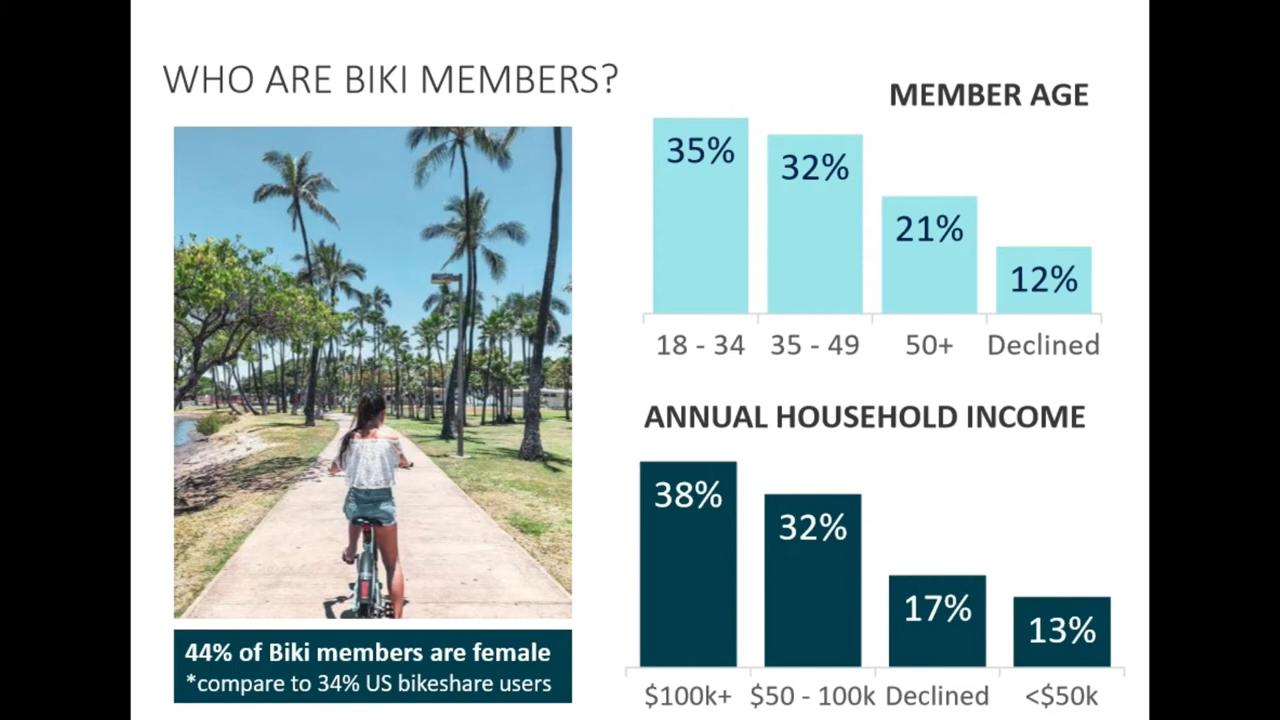 WHO ARE BIKI MEMBERS?
44% of Biki members are female
*compare to 34% US bikeshare users
MEMBER AGE
35%
32%
21%
12%
18 - 34
35 - 49
50+
Declined
ANNUAL HOUSEHOLD INCOME
38%
32%
17%
13%
$100k+
$50 - 100k
Declined
<$50k